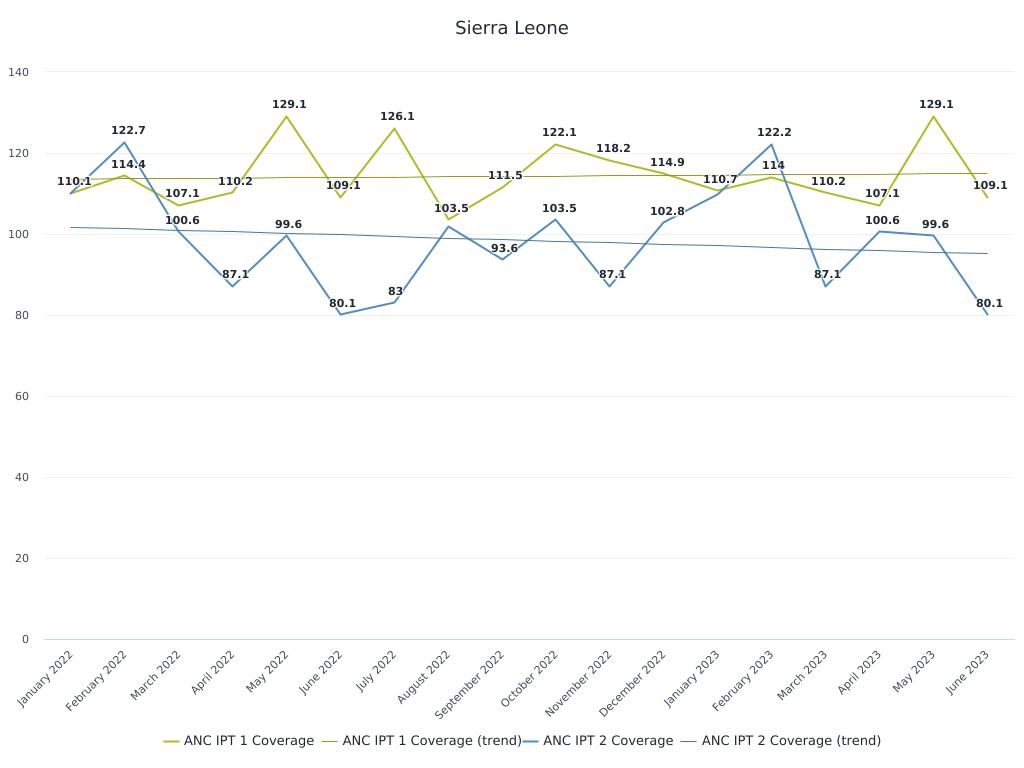 Sierra Leone
140
120
100
80
60
40
20
0
110.1
122.7
114.4
107.1
100.6
110.2
87.1
129.1
99.6
109.1
80.1
126.1
83
103.5
111.5
93.6
122.1
103.5
118.2
87.1
114.9
102.8
110.7
122.2
114
110.2
87.1
107.1
100.6
129.1
99.6
109.1
80.1
January 2022
February 2022
March 2022
April 2022
May 2022
June 2022
July 2022
August 2022
September 2022
October 2022
November 2022
December 2022
January 2023
February 2023
March 2023
April 2023
May 2023
June 2023
ANC IPT 1 Coverage ANC IPT 1 Coverage (trend) ANC IPT 2 Coverage ANC IPT 2 Coverage (trend)